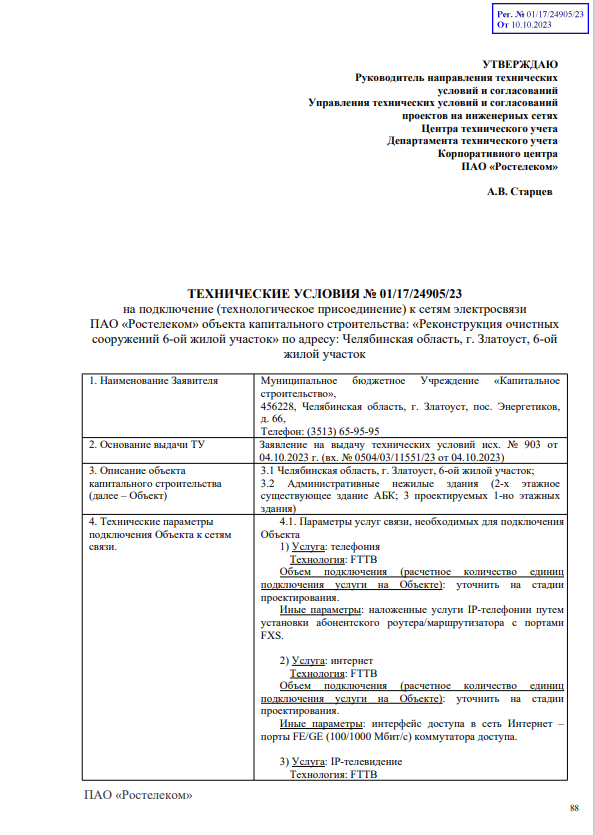 Рег. № 01/17/24905/23
От 10.10.2023
УТВЕРЖДАЮ
Руководитель направления технических
условий и согласований
Управления технических условий и согласований
проектов на инженерных сетях
Центра технического учета
Департамента технического учета
Корпоративного центра
ПАО «Ростелеком»
А.В. Старцев
ТЕХНИЧЕСКИЕ УСЛОВИЯ № 01/17/24905/23
на подключение (технологическое присоединение) к сетям электросвязи
ПАО «Ростелеком» объекта капитального строительства: «Реконструкция очистных
сооружений 6-ой жилой участок» по адресу: Челябинская область, г. Златоуст, 6-ой
жилой участок
1. Наименование Заявителя
Муниципальное бюджетное Учреждение «Капитальное
строительство»,
456228, Челябинская область, г. Златоуст, пос. Энергетиков,
д. 66,
Телефон: (3513) 65-95-95
2. Основание выдачи ТУ
Заявление на выдачу технических условий исх. № 903 от
04.10.2023 г. (вх. № 0504/03/11551/23 от 04.10.2023)
3. Описание объекта
капитального строительства
(далее – Объект)
3.1 Челябинская область, г. Златоуст, 6-ой жилой участок;
3.2 Административные нежилые здания (2-х этажное
существующее здание АБК; 3 проектируемых 1-но этажных
здания)
4. Технические параметры
подключения Объекта к сетям
связи.
4.1. Параметры услуг связи, необходимых для подключения
Объекта
1) Услуга: телефония
Технология: FTTB
Объем подключения (расчетное количество единиц
подключения услуги на Объекте): уточнить на стадии
проектирования.
Иные параметры: наложенные услуги IP-телефонии путем
установки абонентского роутера/маршрутизатора с портами
FXS.
2) Услуга: интернет
Технология: FTTB
Объем подключения (расчетное количество единиц
подключения услуги на Объекте): уточнить на стадии
проектирования.
Иные параметры: интерфейс доступа в сеть Интернет –
порты FE/GE (100/1000 Мбит/с) коммутатора доступа.
3) Услуга: IP-телевидение
Технология: FTTB
ПАО «Ростелеком»
88